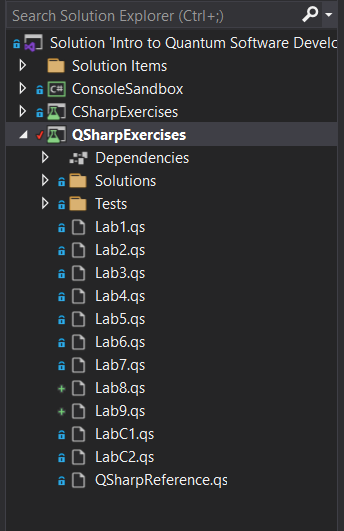 Search Solution Explorer (Ctrl+;)
Solution 'Intro to Quantum Software Develo
Solution Items
C# ConsoleSandbox
CSharpExercises
QSharpExercises
Dependencies
Solutions
Tests
Lab1.qs
Lab2.qs
Lab3.qs
Lab4.qs
Lab5.qs
Lab6.qs
Lab7.qs
Lab8.qs
Lab9.qs
LabC1.qs
LabC2.qs
QSharpReference.qs